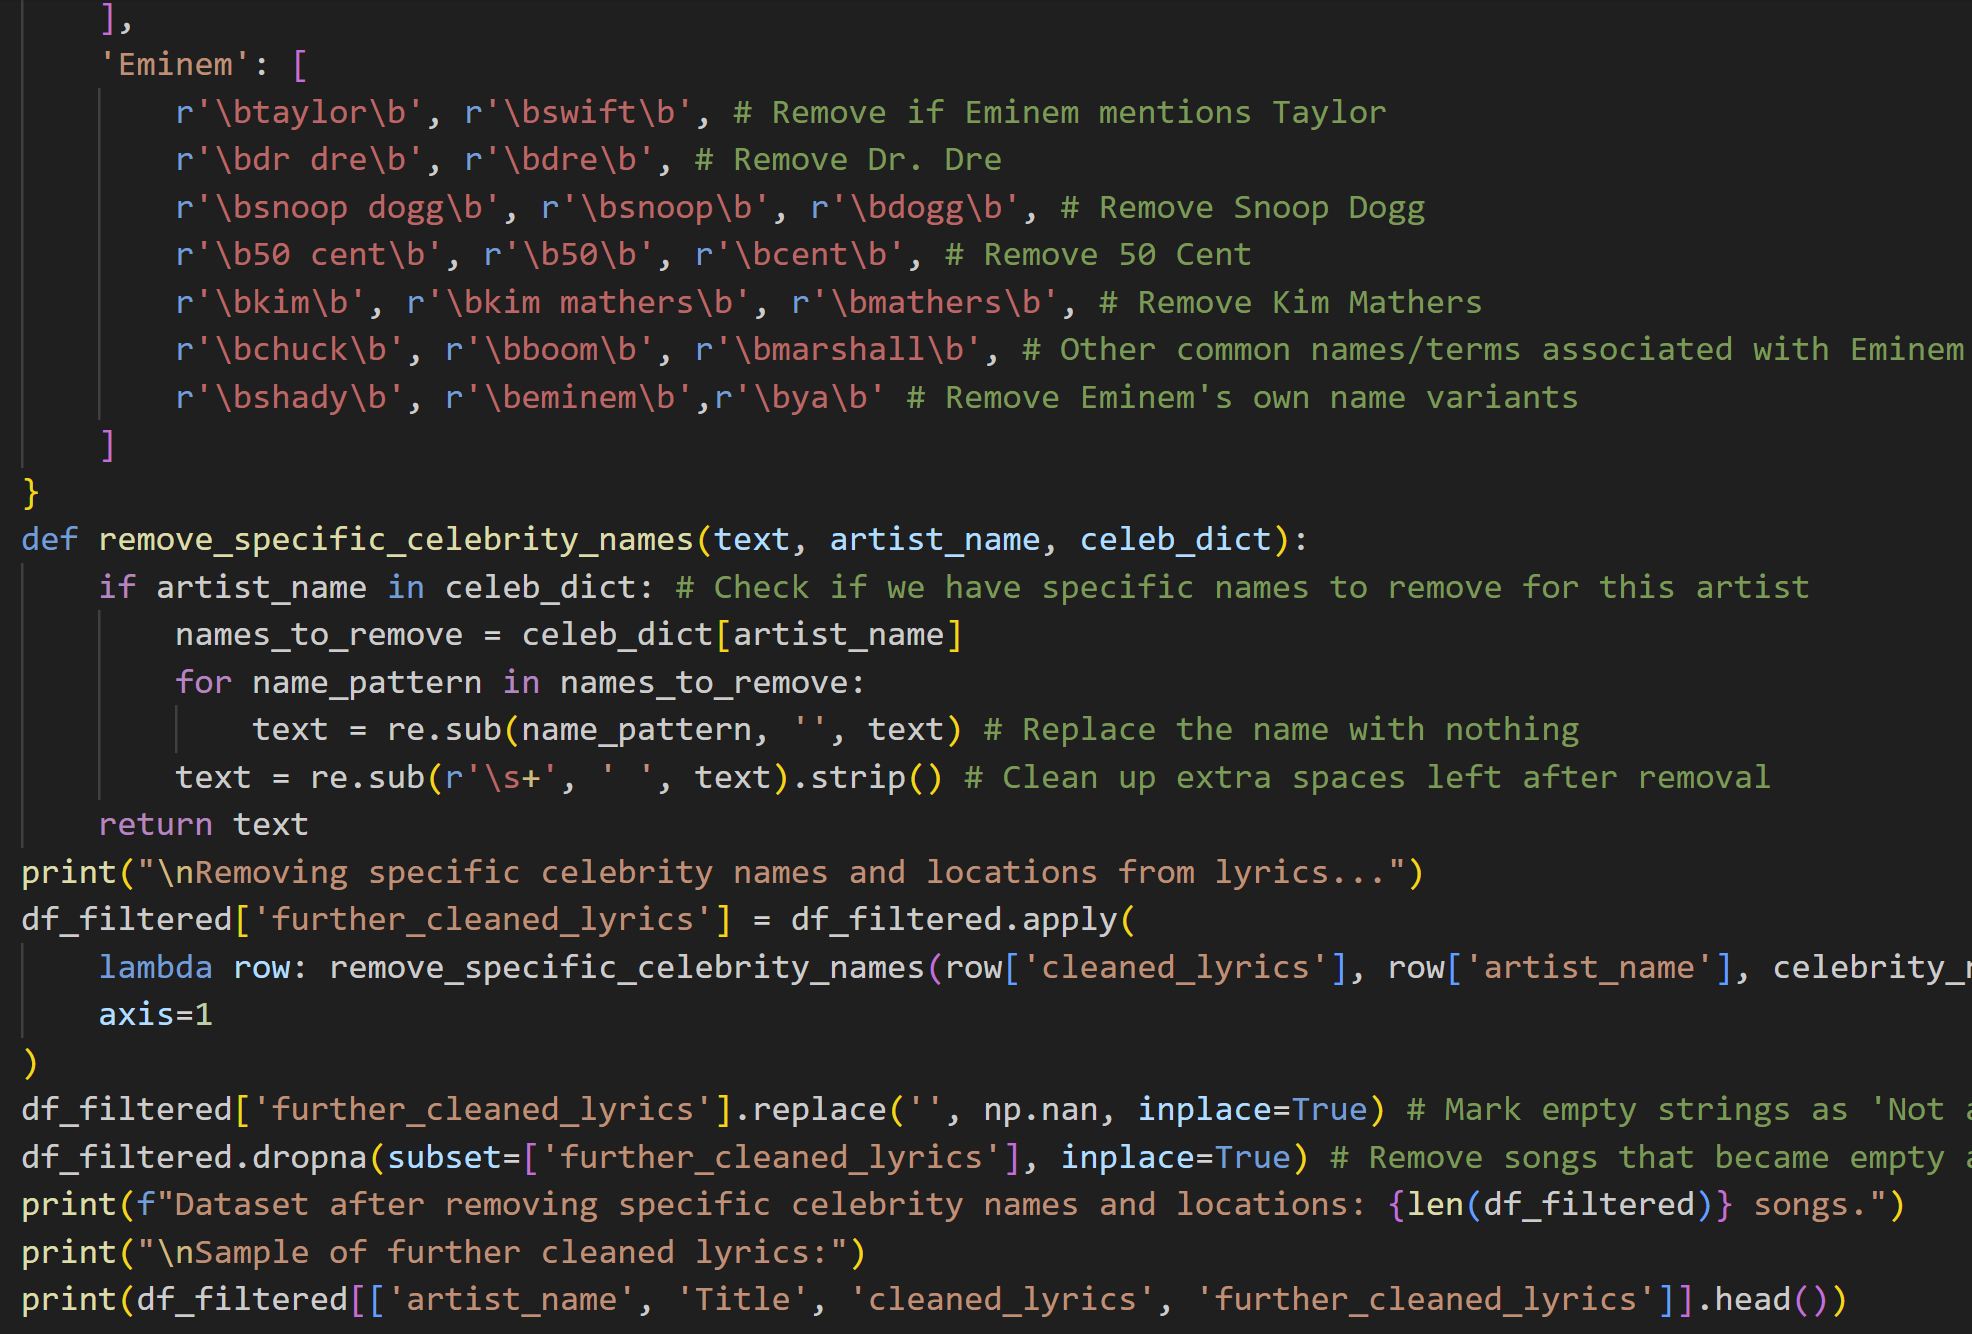 ],
'Eminem': [
r'\btaylor\b', r'\bswift\b', # Remove if Eminem mentions Taylor
r'\bdr dre\b', r'\bdre\b', # Remove Dr. Dre
r'\bsnoop dogg\b', r'\bsnoop\b', r'\bdogg\b', # Remove Snoop Dogg
r'\b50 cent\b', r'\b50\b', r'\bcent\b', # Remove 50 Cent
r'\bkim\b', r'\bkim mathers\b', r'\bmathers\b', # Remove Kim Mathers
r'\bchuck\b', r'\bboom\b', r'\bmarshall\b', # Other common names/terms associated with Eminem
r'\bshady\b', r'\beminem\b',r'\bya\b' # Remove Eminem's own name variants
]
}
def remove_specific_celebrity_names(text, artist_name, celeb_dict):
if artist_name in celeb_dict: # Check if we have specific names to remove for this artist
names_to_remove = celeb_dict[artist_name]
for name_pattern in names_to_remove:
text = re.sub(name_pattern, '', text) # Replace the name with nothing
text = re.sub(r'\s+', ' ', text).strip() # Clean up extra spaces left after removal
return text
print("\nRemoving specific celebrity names and locations from lyrics...")
df_filtered['further_cleaned_lyrics'] = df_filtered.apply(
lambda row: remove_specific_celebrity_names(row['cleaned_lyrics'], row['artist_name'], celebrity_
axis=1
)
df_filtered['further_cleaned_lyrics'].replace('', np.nan, inplace=True) # Mark empty strings as 'Not
df_filtered.dropna(subset=['further_cleaned_lyrics'], inplace=True) # Remove songs that became empty
print(f"Dataset after removing specific celebrity names and locations: {len(df_filtered)} songs.")
print("\nSample of further cleaned lyrics:")
print(df_filtered[['artist_name', 'Title', 'cleaned_lyrics', 'further_cleaned_lyrics']].head())